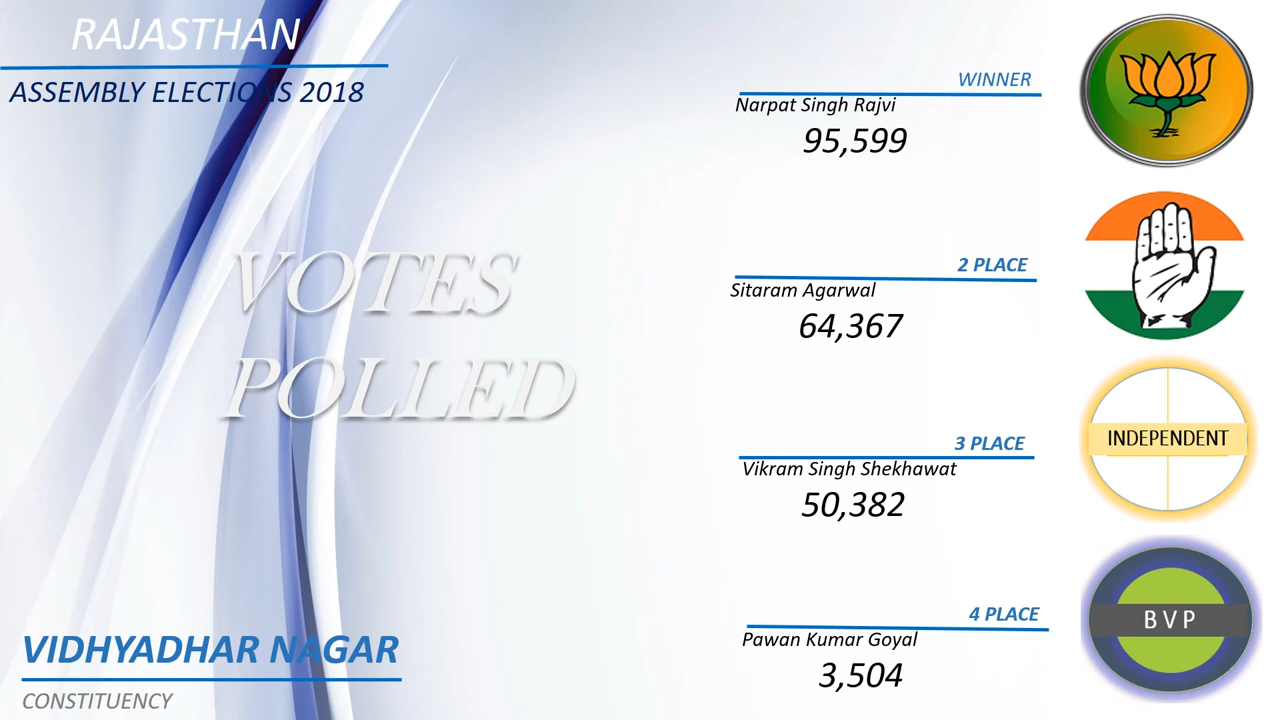 RAJASTHAN
ASSEMBLY ELECTIONS 2018
VOTES
POLLED
VIDHYADHAR NAGAR
CONSTITUENCY
WINNER
Narpat Singh Rajvi
95,599
2 PLACE
Sitaram Agarwal
64,367
3 PLACE
Vikram Singh Shekhawat
50,382
INDEPENDENT
4 PLACE
Pawan Kumar Goyal
3,504
BVP